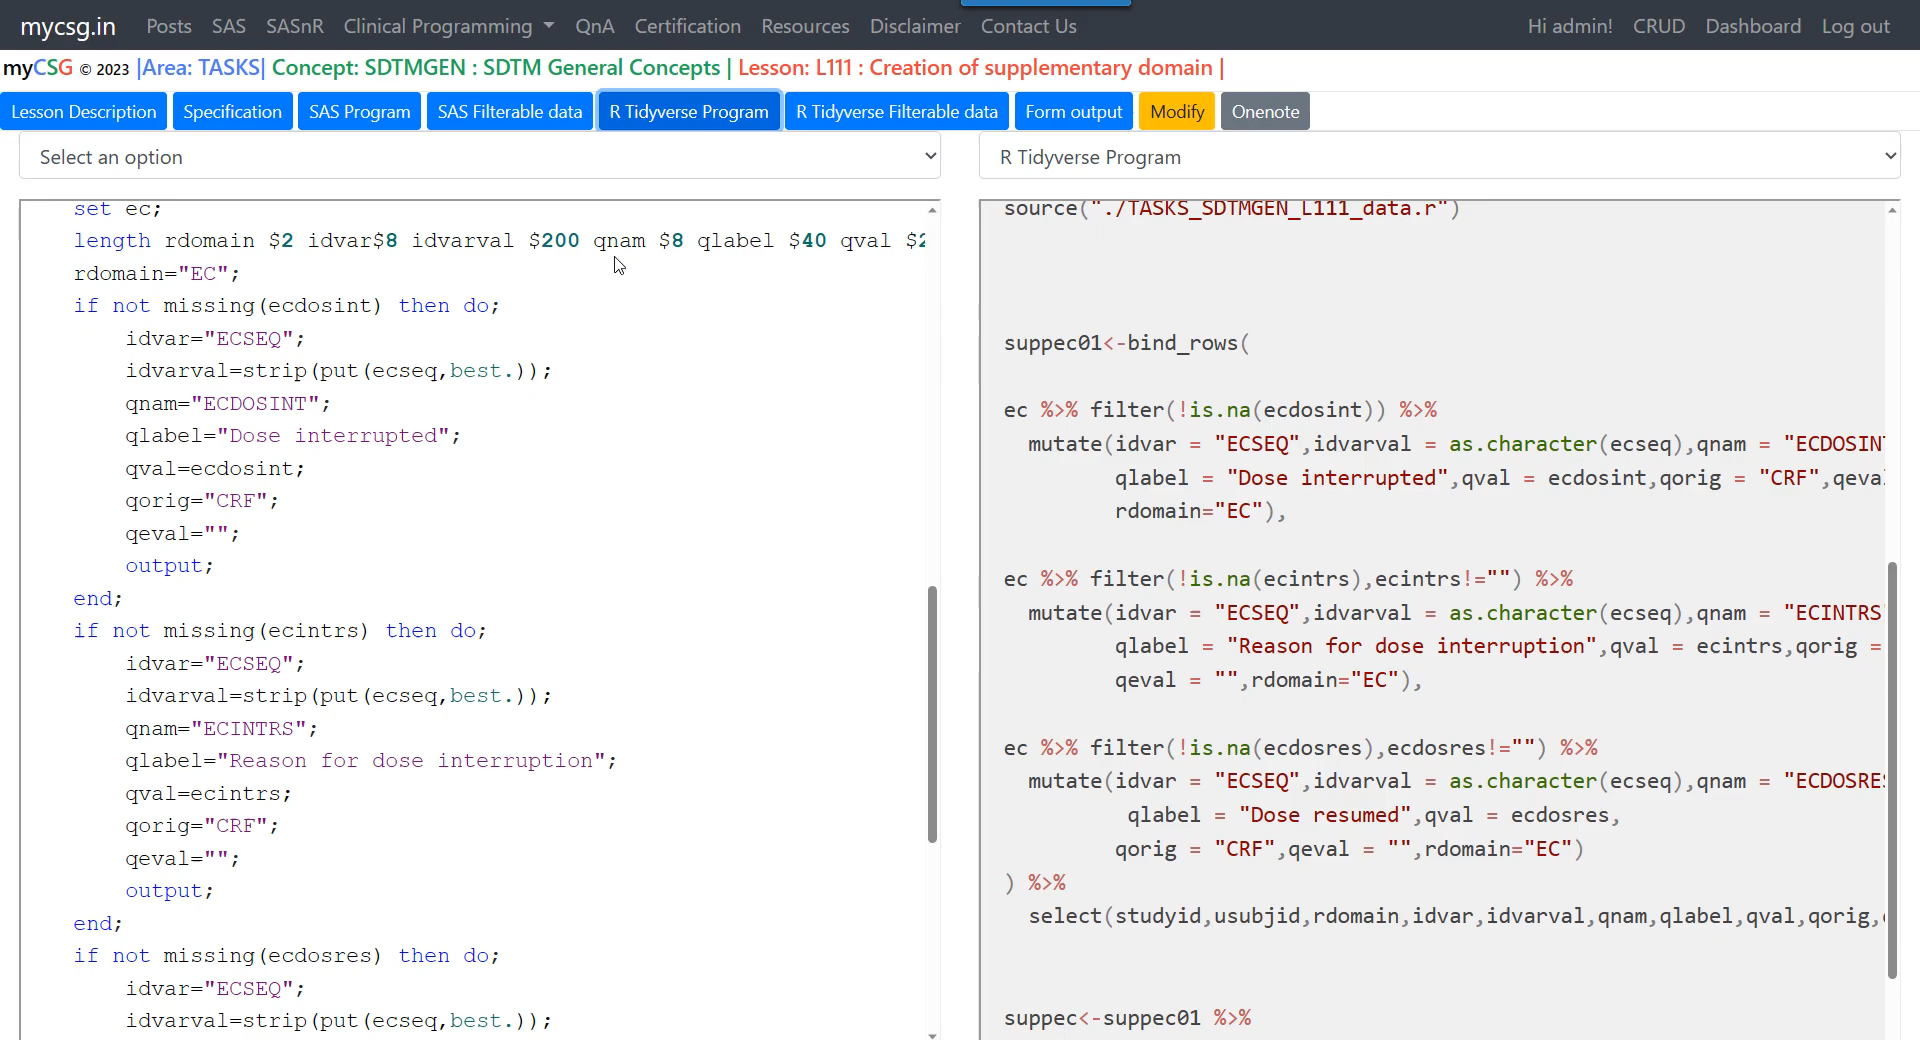 mycsg.in Posts SAS SASnR Clinical Programming QnA Certification Resources Disclaimer Contact Us Hi admin! CRUD Dashboard Log out
myCSG © 2023 |Area: TASKS| Concept: SDTMGEN : SDTM General Concepts | Lesson: L111 : Creation of supplementary domain |
Lesson Description Specification SAS Program SAS Filterable data R Tidyverse Program R Tidyverse Filterable data Form output Modify Onenote
Select an option
set ec;
length rdomain $2 idvar$8 idvarval $200 qnam $8 qlabel $40 qval $2
rdomain="EC";
if not missing(ecdosint) then do;
idvar="ECSEQ";
idvarval=strip(put(ecseq,best.));
qnam="ECDOSINT";
qlabel="Dose interrupted";
qval=ecdosint;
qorig="CRF";
qeval="";
output;
end;
if not missing(ecintrs) then do;
idvar="ECSEQ";
idvarval=strip(put(ecseq,best.));
qnam="ECINTRS";
qlabel="Reason for dose interruption";
qval=ecintrs;
qorig="CRF";
qeval="";
output;
end;
if not missing(ecdosres) then do;
idvar="ECSEQ";
idvarval=strip(put(ecseq,best.));
R Tidyverse Program
source("./TASKS_SDTMGEN_L111_data.r")
suppec01<-bind_rows(
ec %>% filter(!is.na(ecdosint)) %>%
mutate(idvar = "ECSEQ",idvarval = as.character(ecseq),qnam = "ECDOSINT
qlabel = "Dose interrupted",qval = ecdosint,qorig = "CRF",qeva
rdomain="EC"),
ec %>% filter(!is.na(ecintrs),ecintrs!="") %>%
mutate(idvar = "ECSEQ",idvarval = as.character(ecseq),qnam = "ECINTRS
qlabel = "Reason for dose interruption",qval = ecintrs,qorig =
qeval = "",rdomain="EC"),
ec %>% filter(!is.na(ecdosres),ecdosres!="") %>%
mutate(idvar = "ECSEQ",idvarval = as.character(ecseq),qnam = "ECDOSRES
qlabel = "Dose resumed",qval = ecdosres,
qorig = "CRF",qeval = "",rdomain="EC")
) %>%
select(studyid,usubjid,rdomain,idvar,idvarval,qnam,qlabel,qval,qorig,
suppec<-suppec01 %>%